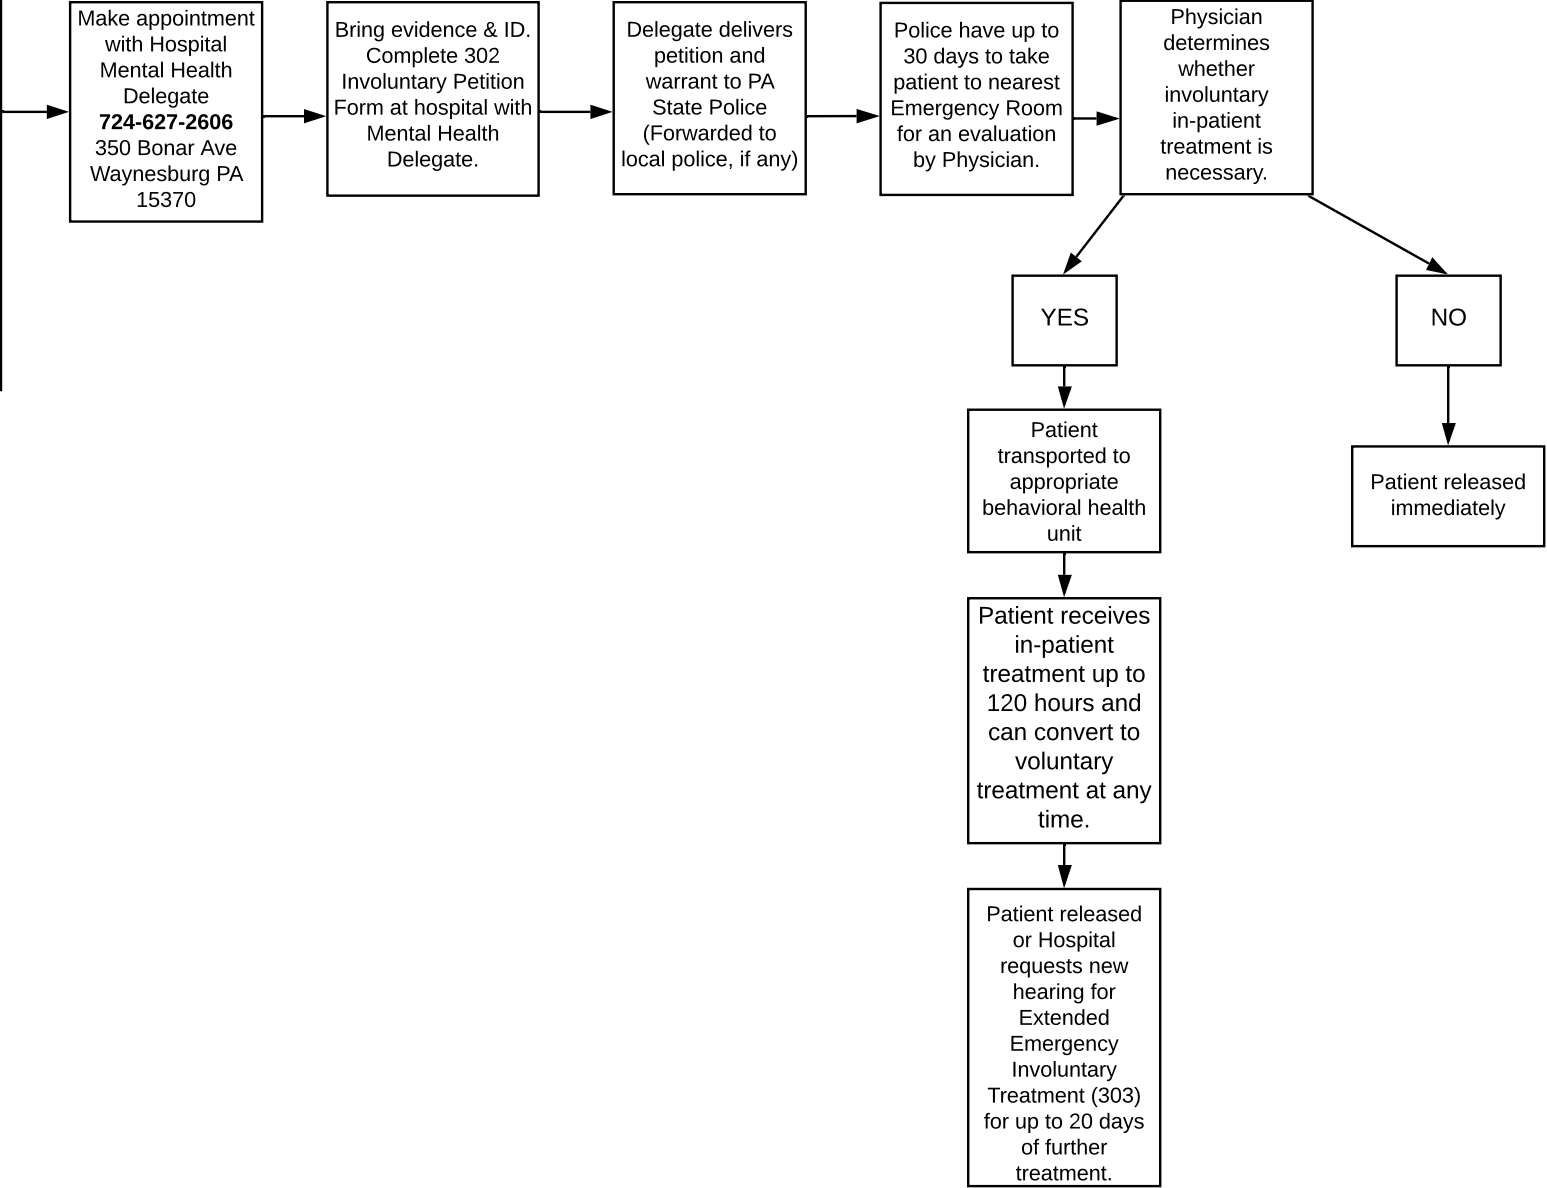 Make appointment
with Hospital
Mental Health
Delegate
724-627-2606
350 Bonar Ave
Waynesburg PA
15370
Bring evidence & ID.
Complete 302
Involuntary Petition
Form at hospital with
Mental Health
Delegate.
Delegate delivers
petition and
warrant to PA
State Police
(Forwarded to
local police, if any)
Police have up to
30 days to take
patient to nearest
Emergency Room
for an evaluation
by Physician.
Physician
determines
whether
involuntary
in-patient
treatment is
necessary.
YES
NO
Patient
transported to
appropriate
behavioral health
unit
Patient released
immediately
Patient receives
in-patient
treatment up to
120 hours and
can convert to
voluntary
treatment at any
time.
Patient released
or Hospital
requests new
hearing for
Extended
Emergency
Involuntary
Treatment (303)
for up to 20 days
of further
treatment.